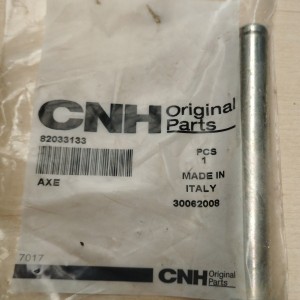 CNH Original
Parts
82033133
PCS
1
AXE
MADE IN
ITALY
30062008
7017
CNH Original
Parts